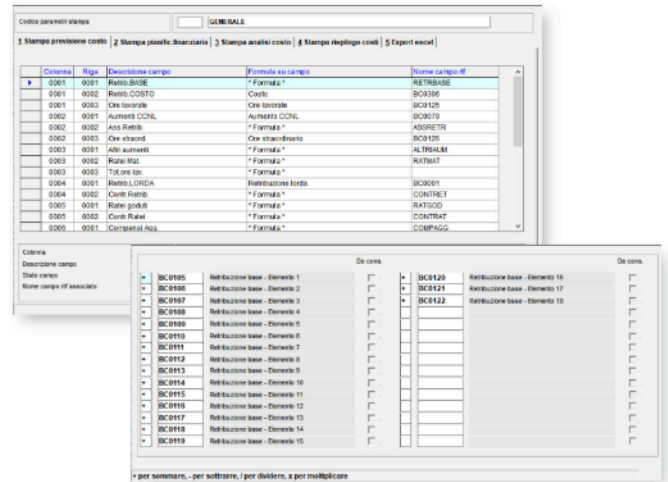 Codice parametri stampa GENERALE
1 Stampa previsione costo 2 Stampa pianific.finanziaria 3 Stampa analisi costo 4 Stampa riepilogo costi 5 Export excel
Colonna Riga Descrizione campo Formula su campo Nome campo rif
0001 0001 Retrib.BASE * Formula * RETRBASE
0001 0002 Retrib.COSTO Costo BC0306
0001 0003 Ore lavorate Ore lavorate BC0125
0002 0001 Aumenti CCNL Aumento CCNL BC0079
0002 0002 Ass.Retrib. * Formula * ABSRETR
0002 0003 Ore straord. Ore straordinario BC0126
0003 0001 Altri aumenti * Formula * ALTRIAUM
0003 0002 Ratei Mat. * Formula * RATMAT
0003 0003 Tot.ore lav. * Formula *
0004 0001 Retrib.LORDA Retribuzione lorda BC0001
0004 0002 Contr.Retrib. * Formula * CONTRET
0005 0001 Ratei goduti * Formula * RATGOD
0005 0002 Contr.Ratei * Formula * CONTRAT
0006 0001 Compensi Agg. * Formula * COMPAGG
Colonna
Descrizione campo
Stato campo
Nome campo rif associato
Da cons. Da cons.
+ BC0105 Retribuzione base - Elemento 1 + BC0120 Retribuzione base - Elemento 16
+ BC0106 Retribuzione base - Elemento 2 + BC0121 Retribuzione base - Elemento 17
+ BC0107 Retribuzione base - Elemento 3 + BC0122 Retribuzione base - Elemento 18
+ BC0108 Retribuzione base - Elemento 4
+ BC0109 Retribuzione base - Elemento 5
+ BC0110 Retribuzione base - Elemento 6
+ BC0111 Retribuzione base - Elemento 7
+ BC0112 Retribuzione base - Elemento 8
+ BC0113 Retribuzione base - Elemento 9
+ BC0114 Retribuzione base - Elemento 10
+ BC0115 Retribuzione base - Elemento 11
+ BC0116 Retribuzione base - Elemento 12
+ BC0117 Retribuzione base - Elemento 13
+ BC0118 Retribuzione base - Elemento 14
+ BC0119 Retribuzione base - Elemento 15
+ per sommare, - per sottrarre, / per dividere, x per moltiplicare